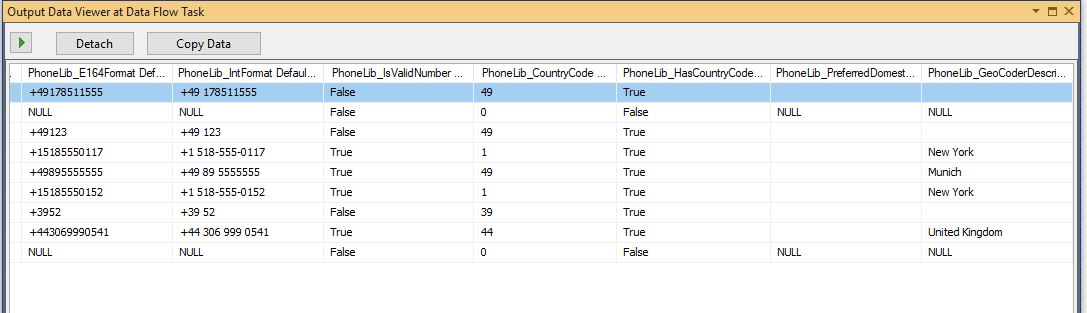 Output Data Viewer at Data Flow Task
Detach Copy Data
. PhoneLib_E164Format Def... PhoneLib_IntFormat Defaul... PhoneLib_IsValidNumber ... PhoneLib_CountryCode ... PhoneLib_HasCountryCode... PhoneLib_PreferredDomest... PhoneLib_GeoCoderDescri...
+49178511555 +49 178511555 False 49 True
NULL NULL False 0 False NULL NULL
+49123 +49 123 False 49 True
+15185550117 +1 518-555-0117 True 1 True New York
+49895555555 +49 89 5555555 True 49 True Munich
+15185550152 +1 518-555-0152 True 1 True New York
+3952 +39 52 False 39 True
+443069990541 +44 306 999 0541 True 44 True United Kingdom
NULL NULL False 0 False NULL NULL